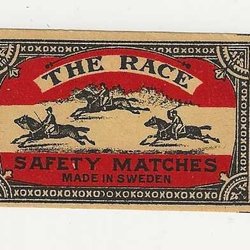 THE RACE
SAFETY MATCHES
MADE IN SWEDEN